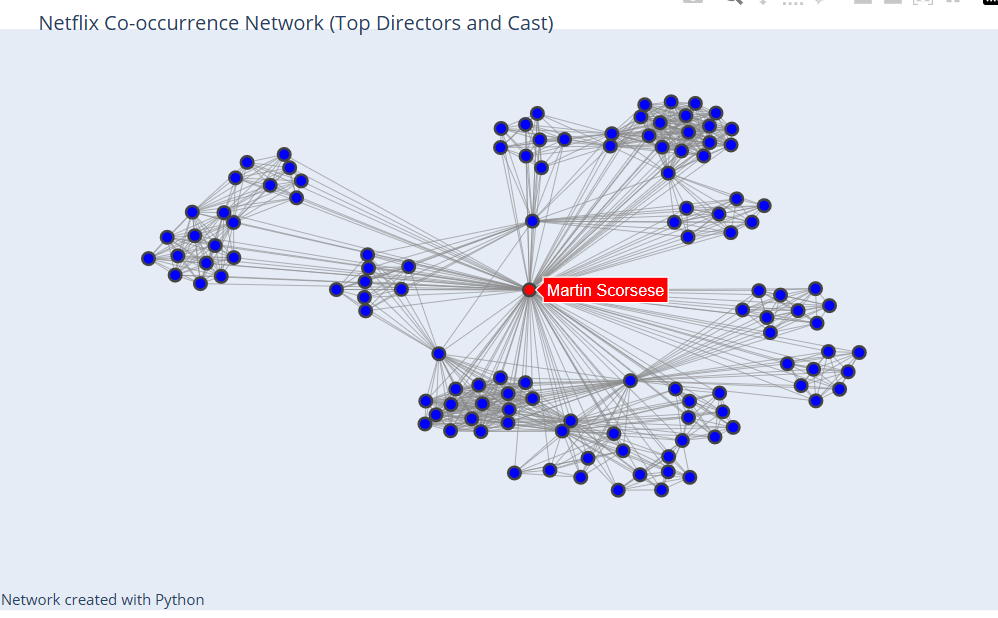 Netflix Co-occurrence Network (Top Directors and Cast)
Martin Scorsese
Network created with Python